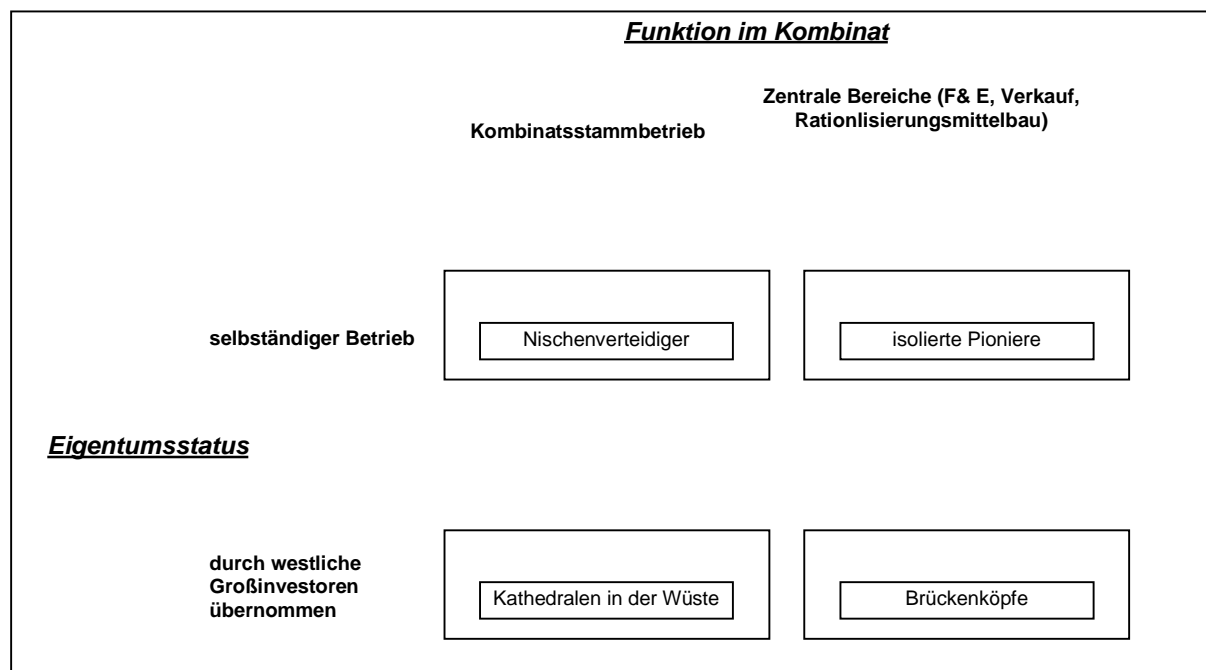 Funktion im Kombinat
Zentrale Bereiche (F& E, Verkauf,
Rationlisierungsmittelbau)
Kombinatsstammbetrieb
selbständiger Betrieb
Nischenverteidiger
isolierte Pioniere
Eigentumsstatus
durch westliche
Großinvestoren
übernommen
Kathedralen in der Wüste
Brückenköpfe